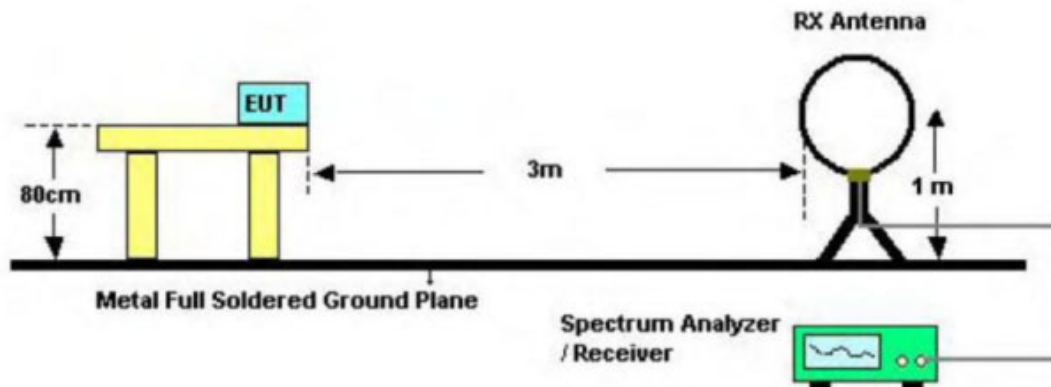 RX Antenna
EUT
80cm
3m
1 m
Metal Full Soldered Ground Plane
Spectrum Analyzer
/ Receiver